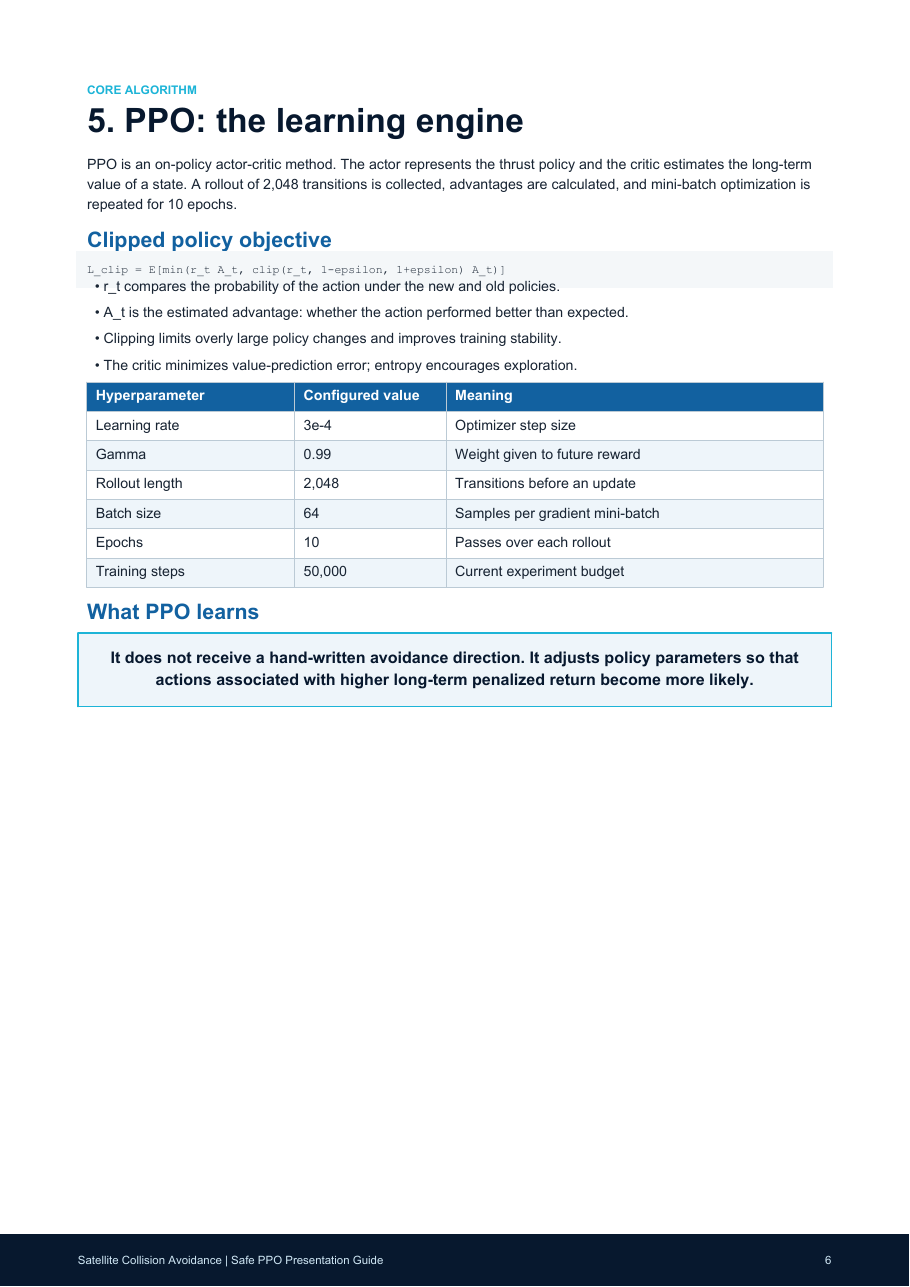 CORE ALGORITHM
5. PPO: the learning engine
PPO is an on-policy actor-critic method. The actor represents the thrust policy and the critic estimates the long-term
value of a state. A rollout of 2,048 transitions is collected, advantages are calculated, and mini-batch optimization is
repeated for 10 epochs.
Clipped policy objective
L_clip = E[min(r_t A_t, clip(r_t, 1-epsilon, 1+epsilon) A_t)]
• r_t compares the probability of the action under the new and old policies.
• A_t is the estimated advantage: whether the action performed better than expected.
• Clipping limits overly large policy changes and improves training stability.
• The critic minimizes value-prediction error; entropy encourages exploration.
Hyperparameter Configured value Meaning
Learning rate 3e-4 Optimizer step size
Gamma 0.99 Weight given to future reward
Rollout length 2,048 Transitions before an update
Batch size 64 Samples per gradient mini-batch
Epochs 10 Passes over each rollout
Training steps 50,000 Current experiment budget
What PPO learns
It does not receive a hand-written avoidance direction. It adjusts policy parameters so that
actions associated with higher long-term penalized return become more likely.
Satellite Collision Avoidance | Safe PPO Presentation Guide 6